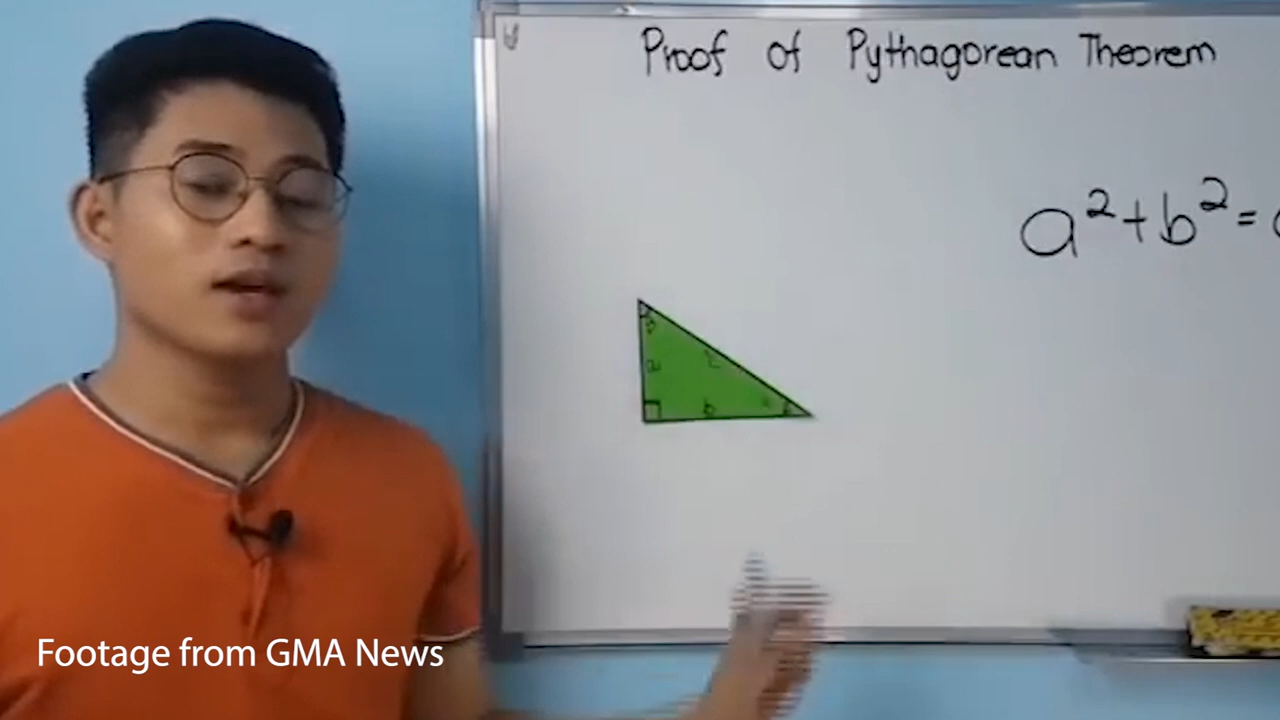 Proof of Pythagorean Theorem
a²+b²=
a
b
Footage from GMA News